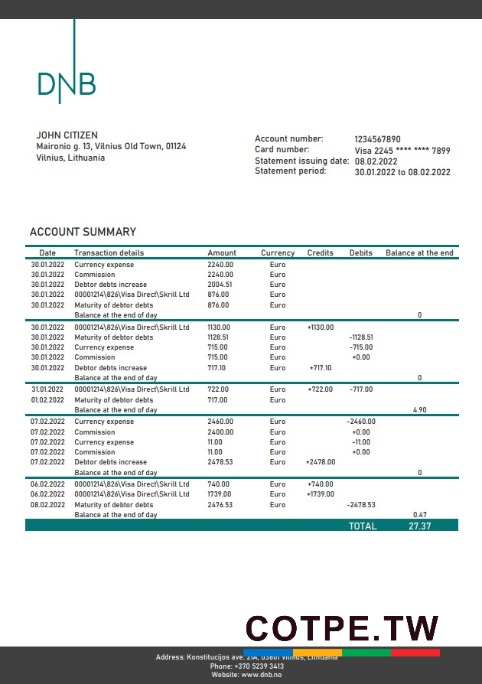 DNB
JOHN CITIZEN
Maironio g. 13, Vilnius Old Town, 01124
Vilnius, Lithuania
Account number: 1234567890
Card number: Visa 2245 **** **** 7899
Statement issuing date: 08.02.2022
Statement period: 30.01.2022 to 08.02.2022
ACCOUNT SUMMARY
Date Transaction details Amount Currency Credits Debits Balance at the end
30.01.2022 Currency expense 2240.00 Euro
30.01.2022 Commission 2240.00 Euro
30.01.2022 Debtor debts increase 2004.51 Euro
30.01.2022 00001214\826\Visa Direct\Skrill Ltd 876.00 Euro
30.01.2022 Maturity of debtor debts 876.00 Euro
Balance at the end of day 0
30.01.2022 00001214\826\Visa Direct\Skrill Ltd 1130.00 Euro +1130.00
30.01.2022 Maturity of debtor debts 1128.51 Euro -1128.51
30.01.2022 Currency expense 715.00 Euro -715.00
30.01.2022 Commission 715.00 Euro +0.00
30.01.2022 Debtor debts increase 717.10 Euro +717.10
Balance at the end of day 0
31.01.2022 00001214\826\Visa Direct\Skrill Ltd 722.00 Euro +722.00 -717.00
01.02.2022 Maturity of debtor debts 717.00 Euro
Balance at the end of day 4.90
07.02.2022 Currency expense 2460.00 Euro -2460.00
07.02.2022 Commission 2400.00 Euro +0.00
07.02.2022 Currency expense 11.00 Euro -11.00
07.02.2022 Commission 11.00 Euro +0.00
07.02.2022 Debtor debts increase 2478.53 Euro +2478.00
Balance at the end of day 0
06.02.2022 00001214\826\Visa Direct\Skrill Ltd 740.00 Euro +740.00
06.02.2022 00001214\826\Visa Direct\Skrill Ltd 1739.00 Euro +1739.00
08.02.2022 Maturity of debtor debts 2476.53 Euro -2478.53
Balance at the end of day 0.47
TOTAL 27.37
COTPE.TW
Address: Konstitucijos ave. Vilnius, Lithuania
Phone: +370 5239 3413
Website: www.dnb.no